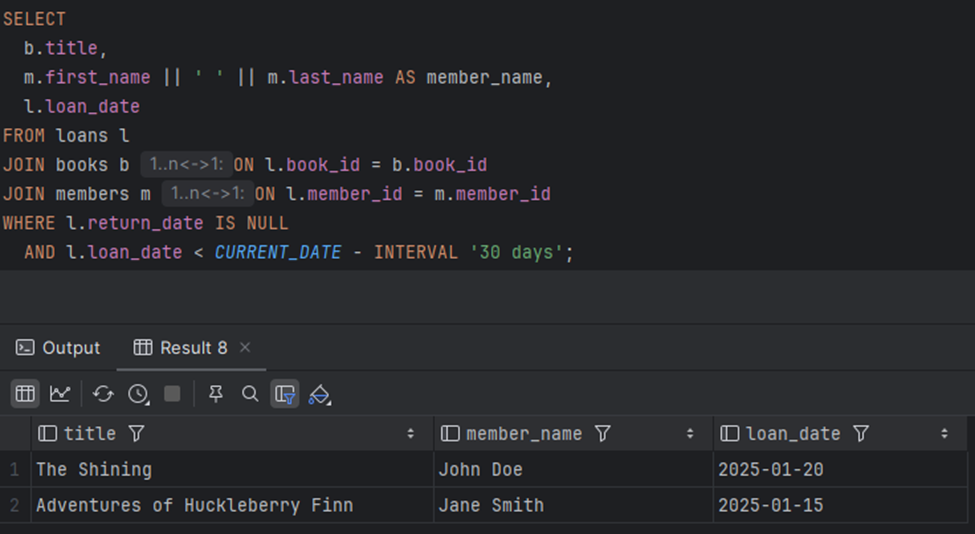 SELECT
b.title,
m.first_name || ' ' || m.last_name AS member_name,
l.loan_date
FROM loans l
JOIN books b 1..n<->1: ON l.book_id = b.book_id
JOIN members m 1..n<->1: ON l.member_id = m.member_id
WHERE l.return_date IS NULL
AND l.loan_date < CURRENT_DATE - INTERVAL '30 days';
Output Result 8 ×
title member_name loan_date
1 The Shining John Doe 2025-01-20
2 Adventures of Huckleberry Finn Jane Smith 2025-01-15